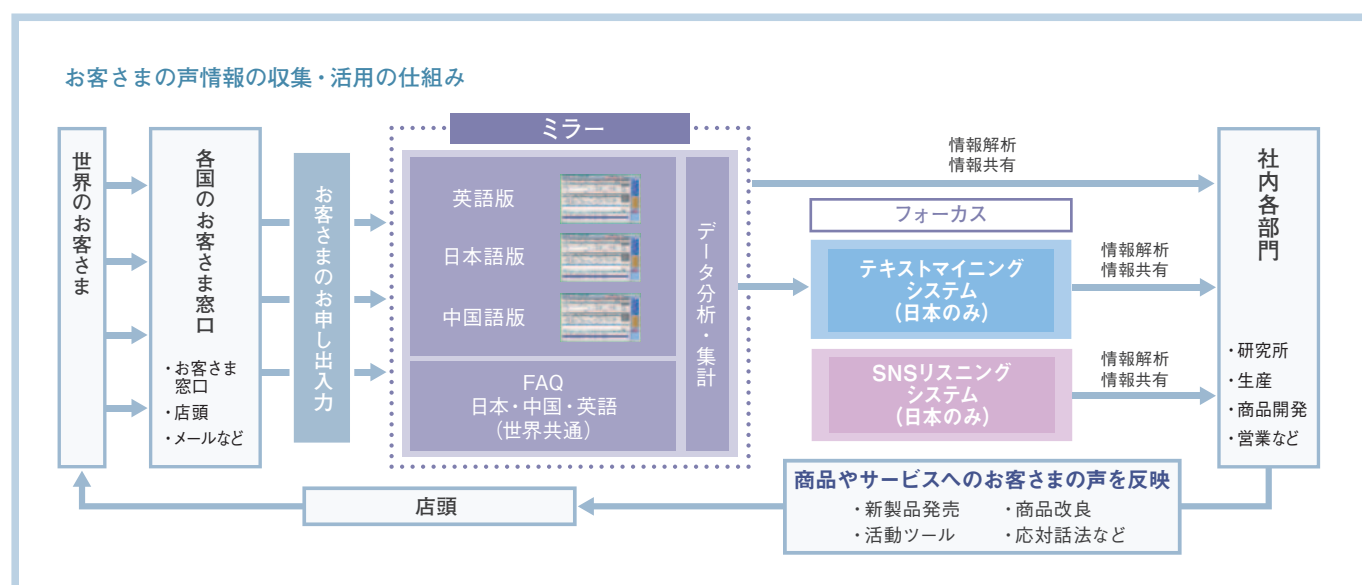 お客さまの声情報の収集・活用の仕組み
世界のお客さま
各国のお客さま窓口
・お客さま
窓口
・店頭
・メールなど
お客さまのお申し出入力
ミラー
英語版
日本語版
中国語版
FAQ
日本・中国・英語
(世界共通)
データ分析・集計
情報解析
情報共有
フォーカス
テキストマイニング
システム
(日本のみ)
情報解析
情報共有
SNSリスニング
システム
(日本のみ)
情報解析
情報共有
社内各部門
・研究所
・生産
・商品開発
・営業など
商品やサービスへのお客さまの声を反映
・新製品発売 ・商品改良
・活動ツール ・応対話法など
店頭